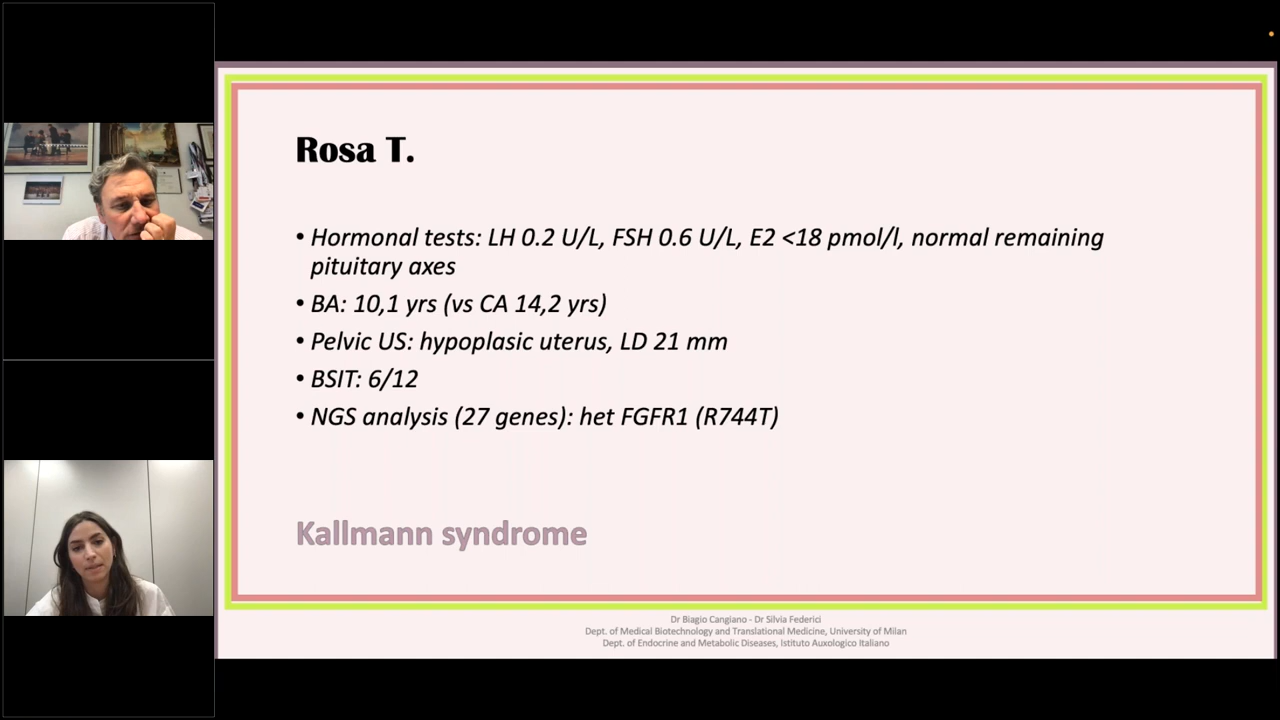 Rosa T.
• Hormonal tests: LH 0.2 U/L, FSH 0.6 U/L, E2 <18 pmol/l, normal remaining
pituitary axes
• BA: 10,1 yrs (vs CA 14,2 yrs)
• Pelvic US: hypoplasic uterus, LD 21 mm
• BSIT: 6/12
• NGS analysis (27 genes): het FGFR1 (R744T)
Kallmann syndrome
Dr Biagio Cangiano - Dr Silvia Federici
Dept. of Medical Biotechnology and Translational Medicine, University of Milan
Dept. of Endocrine and Metabolic Diseases, Istituto Auxologico Italiano